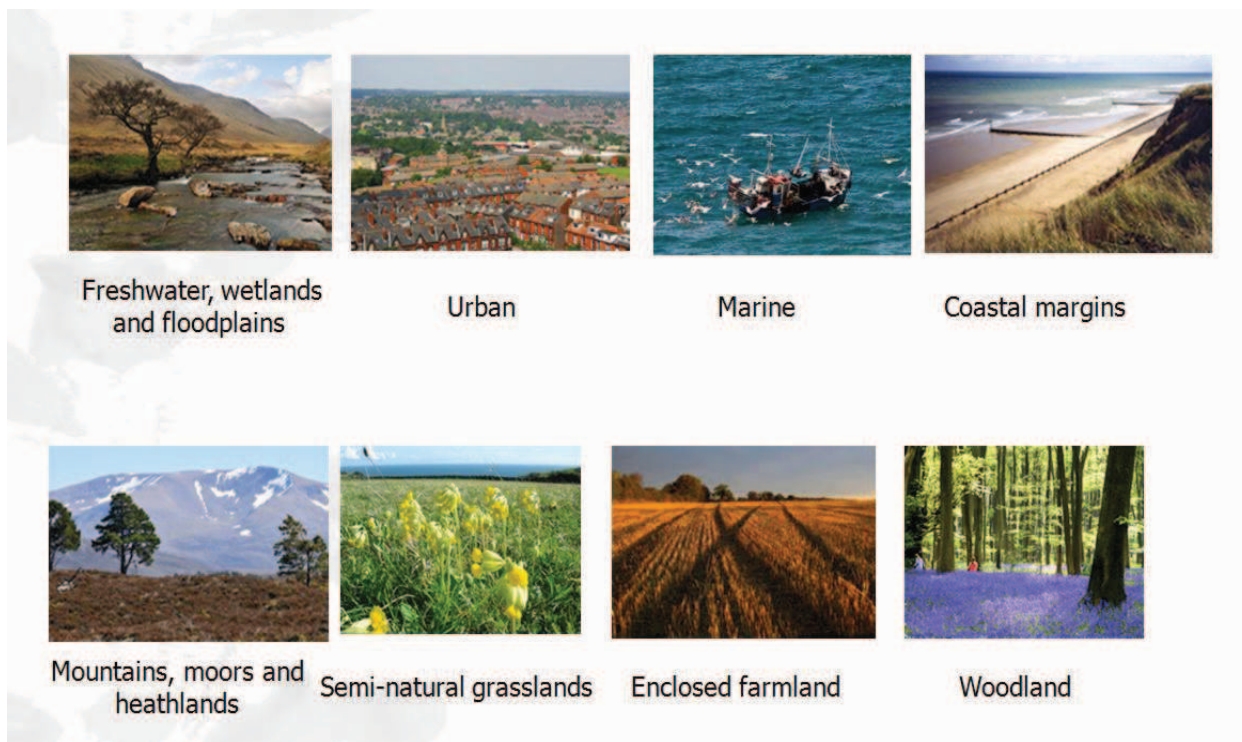 Freshwater, wetlands
and floodplains
Urban
Marine
Coastal margins
Mountains, moors and
heathlands
Semi-natural grasslands
Enclosed farmland
Woodland